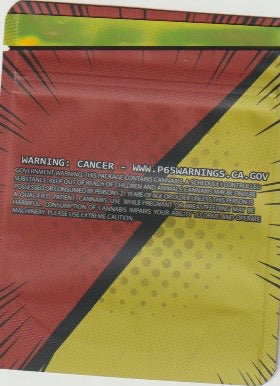 WARNING: CANCER - WWW.P65WARNINGS.CA.GOV
GOVERNMENT WARNING: THIS PACKAGE CONTAINS CANNABIS, A SCHEDULE I CONTROLLED
SUBSTANCE. KEEP OUT OF REACH OF CHILDREN AND ANIMALS. CANNABIS MAY BE ONLY BE
POSSESSED OR CONSUMED BY PERSONS 21 YEARS OF AGE OR OLDER UNLESS THIS PERSON IS
A QUALIFIED PATIENT. CANNABIS USE WHILE PREGNANT OR BREASTFEEDING MAY BE
HARMFUL. CONSUMPTION OF CANNABIS IMPAIRS YOUR ABILITY TO DRIVE AND OPERATE
MACHINERY. PLEASE USE EXTREME CAUTION.